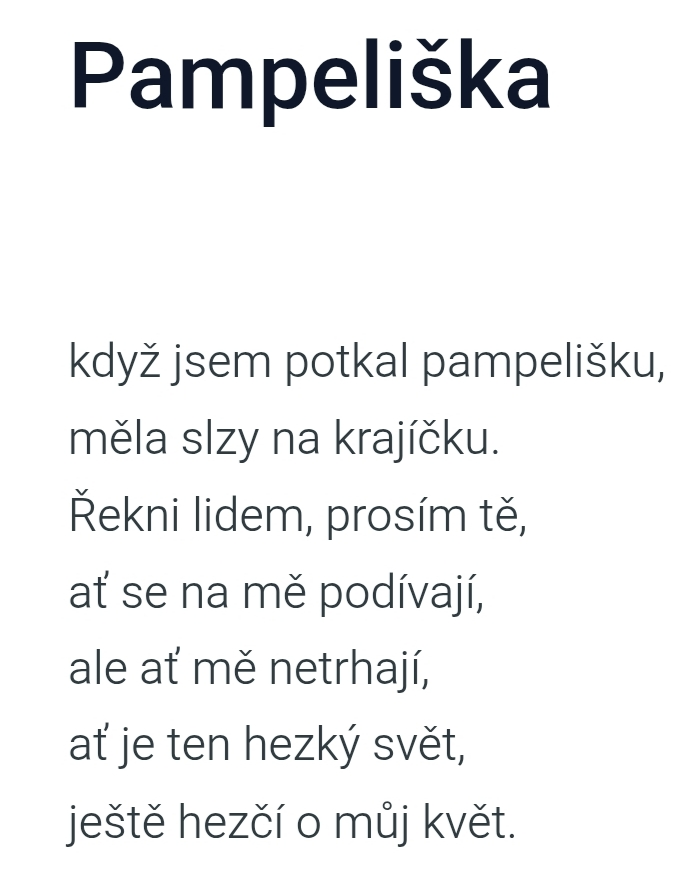 Pampeliška
když jsem potkal pampelišku,
měla slzy na krajíčku.
Řekni lidem, prosím tě,
ať se na mě podívají,
ale ať mě netrhají,
ať je ten hezký svět,
ještě hezčí o můj květ.